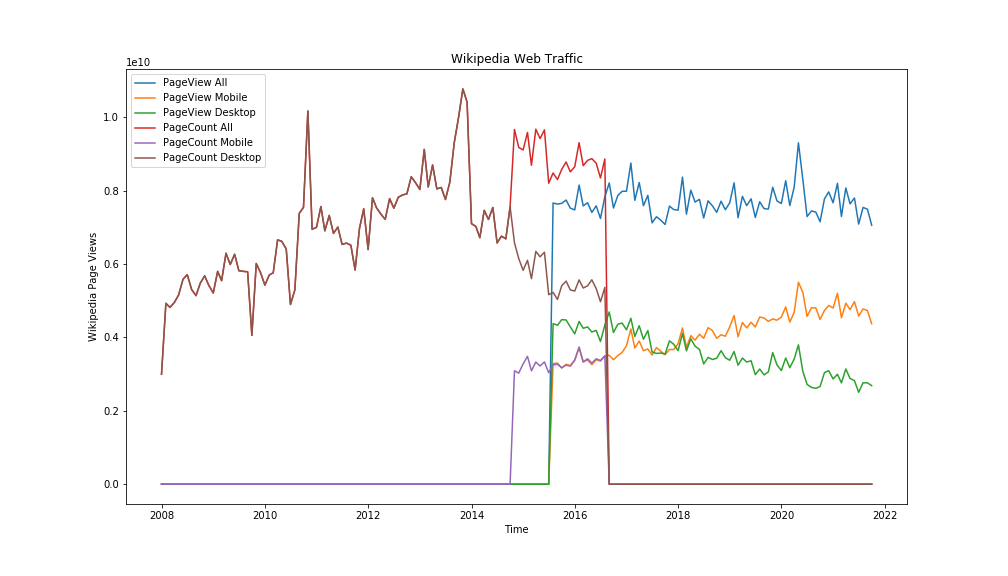 Wikipedia Web Traffic
1e10
PageView All
PageView Mobile
PageView Desktop
PageCount All
PageCount Mobile
PageCount Desktop
1.0
0.8
0.6
0.4
0.2
0.0
Wikipedia Page Views
2008 2010 2012 2014 2016 2018 2020 2022
Time